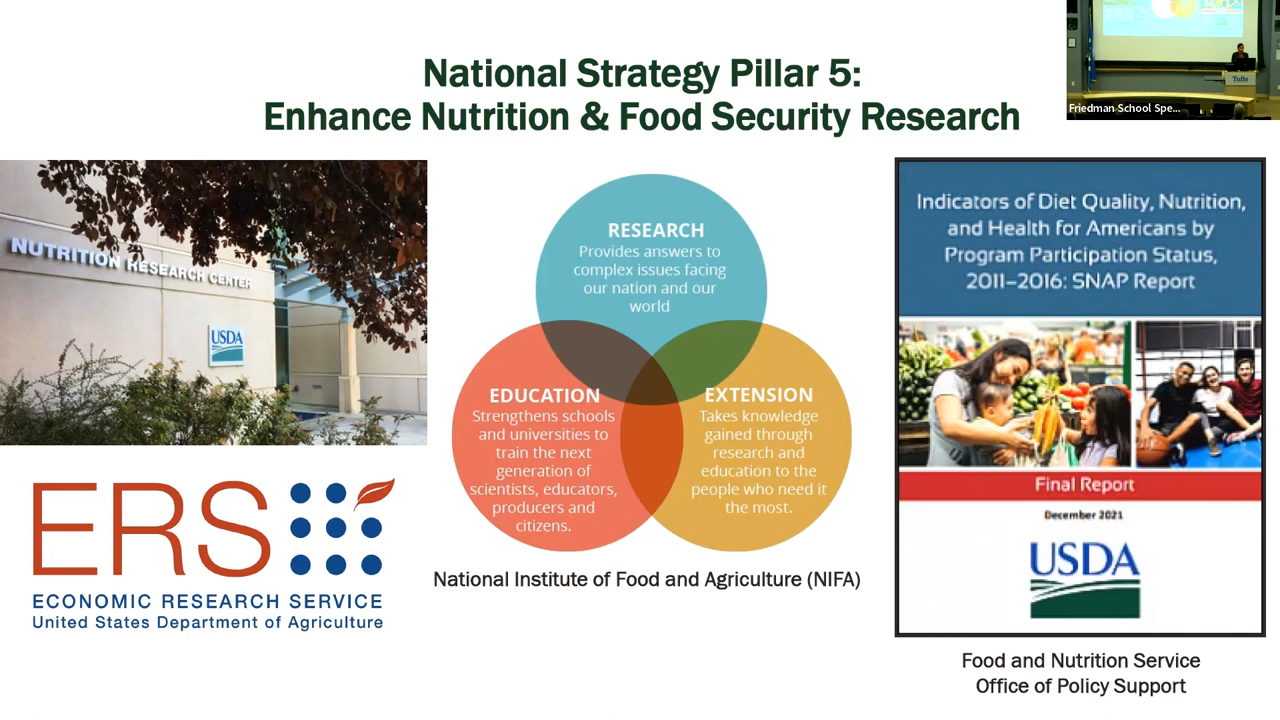 National Strategy Pillar 5:
Enhance Nutrition & Food Security Research
Tufts
Friedman School Spe...
NUTRITION RESEARCH CENTER
USDA
ERS
ECONOMIC RESEARCH SERVICE
United States Department of Agriculture
RESEARCH
Provides answers to
complex issues facing
our nation and our
world
EDUCATION
Strengthens schools
and universities to
train the next
generation of
scientists, educators,
producers and
citizens.
EXTENSION
Takes knowledge
gained through
research and
education to the
people who need it
the most.
National Institute of Food and Agriculture (NIFA)
Indicators of Diet Quality, Nutrition,
and Health for Americans by
Program Participation Status,
2011–2016: SNAP Report
Final Report
December 2021
USDA
Food and Nutrition Service
Office of Policy Support